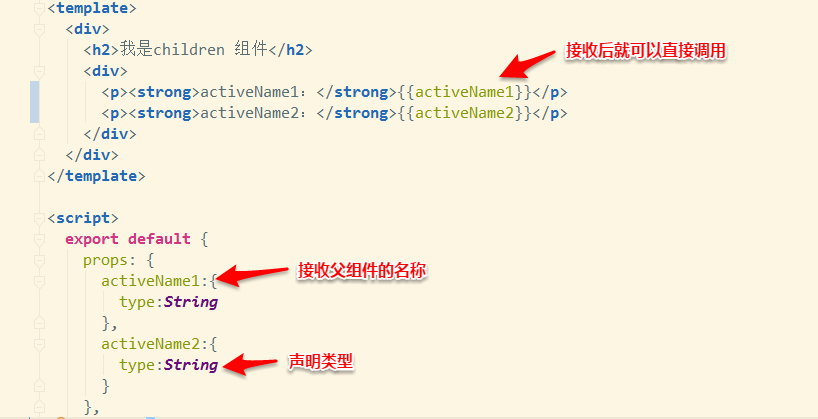 <template>
<div>
<h2>我是children 组件</h2>
接收后就可以直接调用
<div>
<p><strong>activeName1：</strong>{{activeName1}}</p>
<p><strong>activeName2：</strong>{{activeName2}}</p>
</div>
</div>
</template>
<script>
export default {
props: {
接收父组件的名称
activeName1:{
type:String
},
activeName2:{
声明类型
type:String
}
},